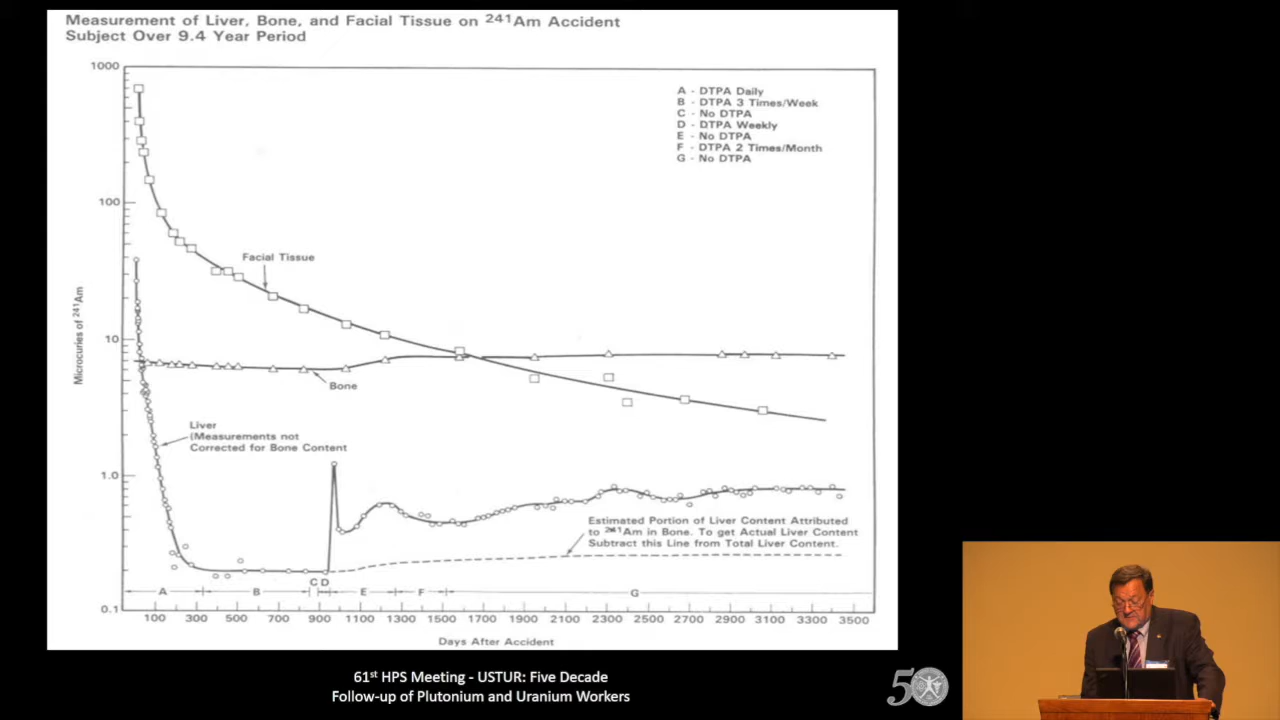 Measurement of Liver, Bone, and Facial Tissue on ²⁴¹Am Accident
Subject Over 9.4 Year Period
1000
100
10
1.0
0.1
Microcuries of ²⁴¹Am
A - DTPA Daily
B - DTPA 3 Times/Week
C - No DTPA
D - DTPA Weekly
E - No DTPA
F - DTPA 2 Times/Month
G - No DTPA
Facial Tissue
Bone
Liver
(Measurements not
Corrected for Bone Content
Estimated Portion of Liver Content Attributed
to ²⁴¹Am in Bone. To get Actual Liver Content
Subtract this Line from Total Liver Content.
A B C D E F G
100 300 500 700 900 1100 1300 1500 1700 1900 2100 2300 2500 2700 2900 3100 3300 3500
Days After Accident
61st HPS Meeting - USTUR: Five Decade
Follow-up of Plutonium and Uranium Workers
50